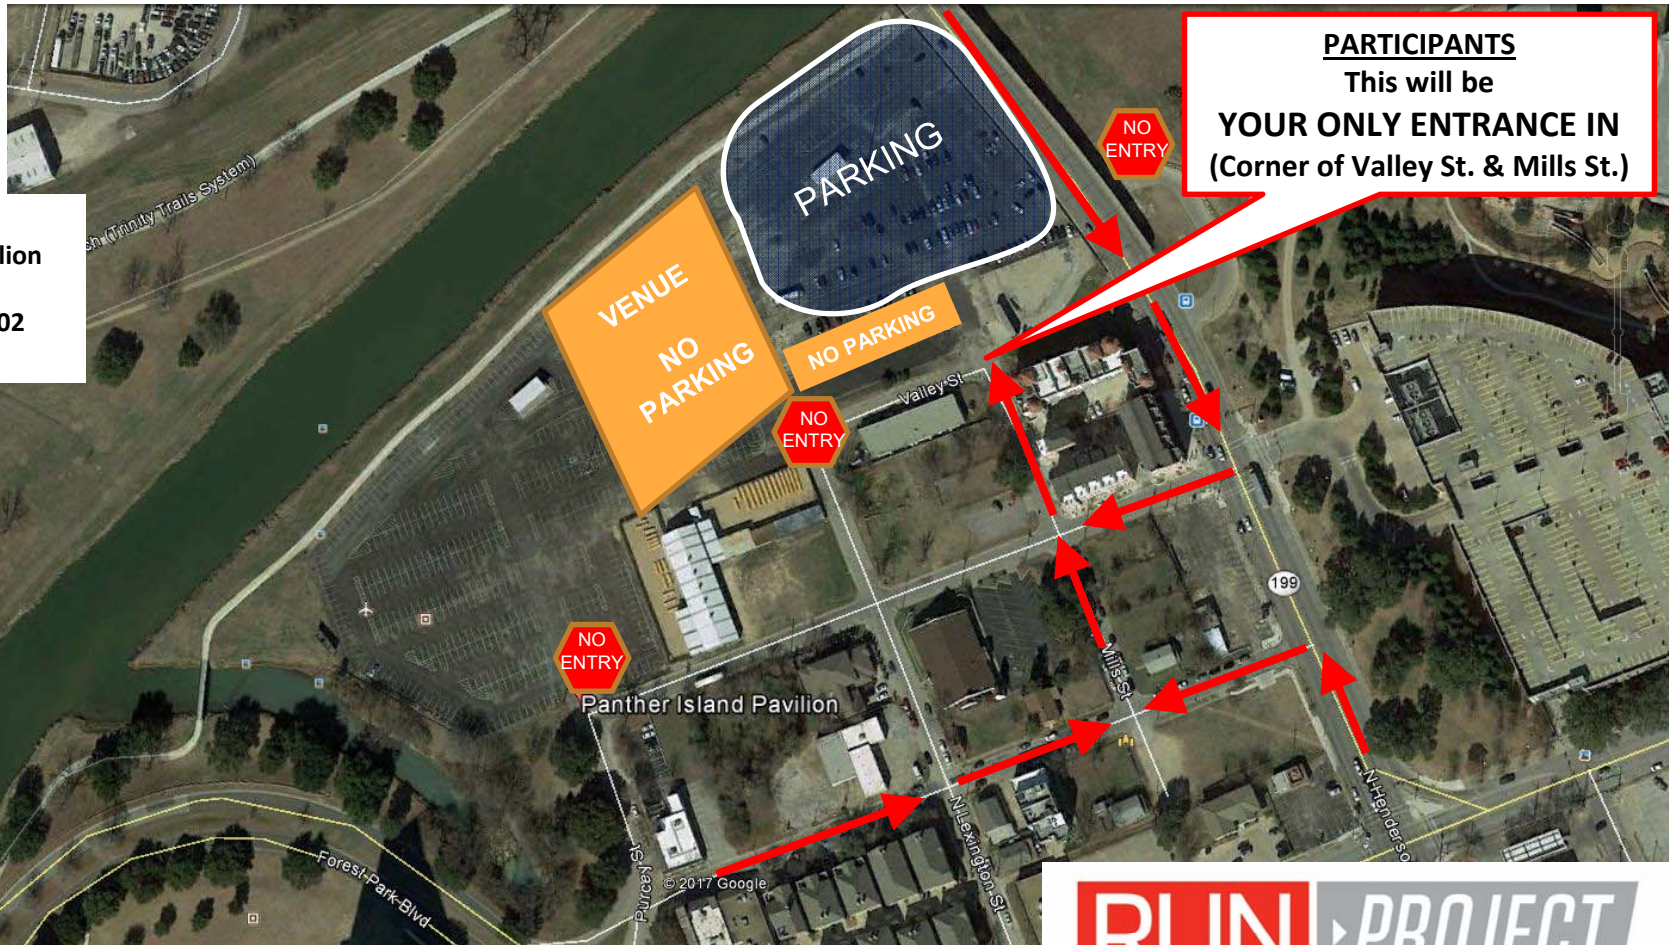 PARTICIPANTS
This will be
YOUR ONLY ENTRANCE IN
(Corner of Valley St. & Mills St.)
NO
ENTRY
PARKING
ch (Trinity Trails System)
lion
02
VENUE
NO
PARKING
NO PARKING
Valley St
NO
ENTRY
199
NO
ENTRY
Mills St
Panther Island Pavilion
N Lexington St
N Henderso
Purcey St
Forest Park Blvd
© 2017 Google
RUN PROJECT